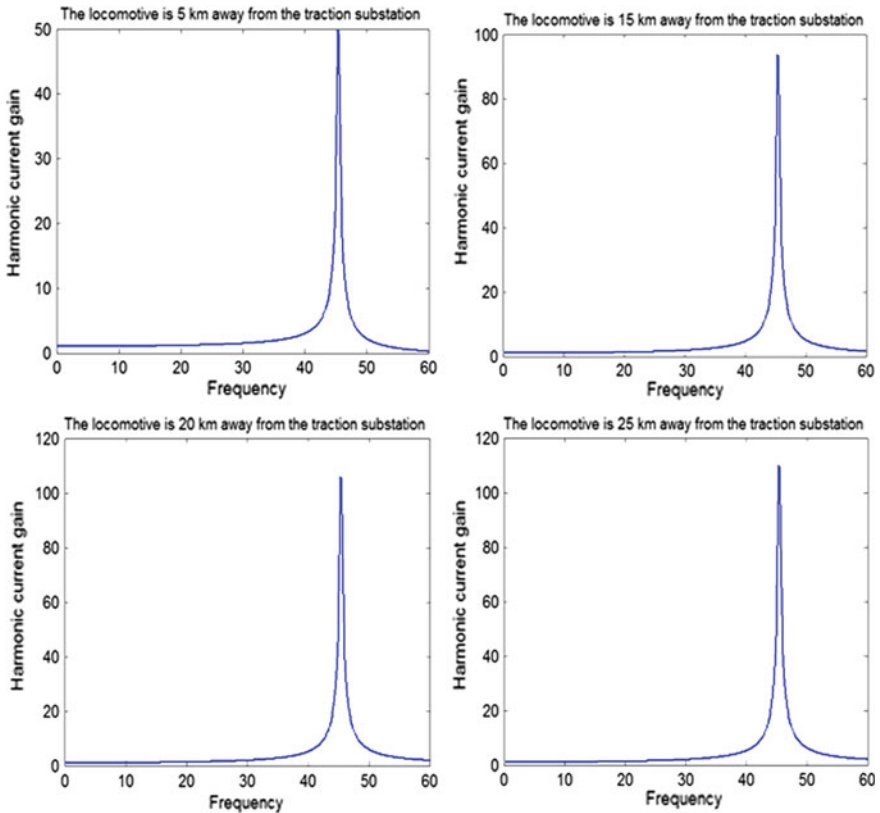 The locomotive is 5 km away from the traction substation
50
40
30
20
10
0
Harmonic current gain
0 10 20 30 40 50 60
Frequency
The locomotive is 15 km away from the traction substation
100
80
60
40
20
0
Harmonic current gain
0 10 20 30 40 50 60
Frequency
The locomotive is 20 km away from the traction substation
120
100
80
60
40
20
0
Harmonic current gain
0 10 20 30 40 50 60
Frequency
The locomotive is 25 km away from the traction substation
120
100
80
60
40
20
0
Harmonic current gain
0 10 20 30 40 50 60
Frequency